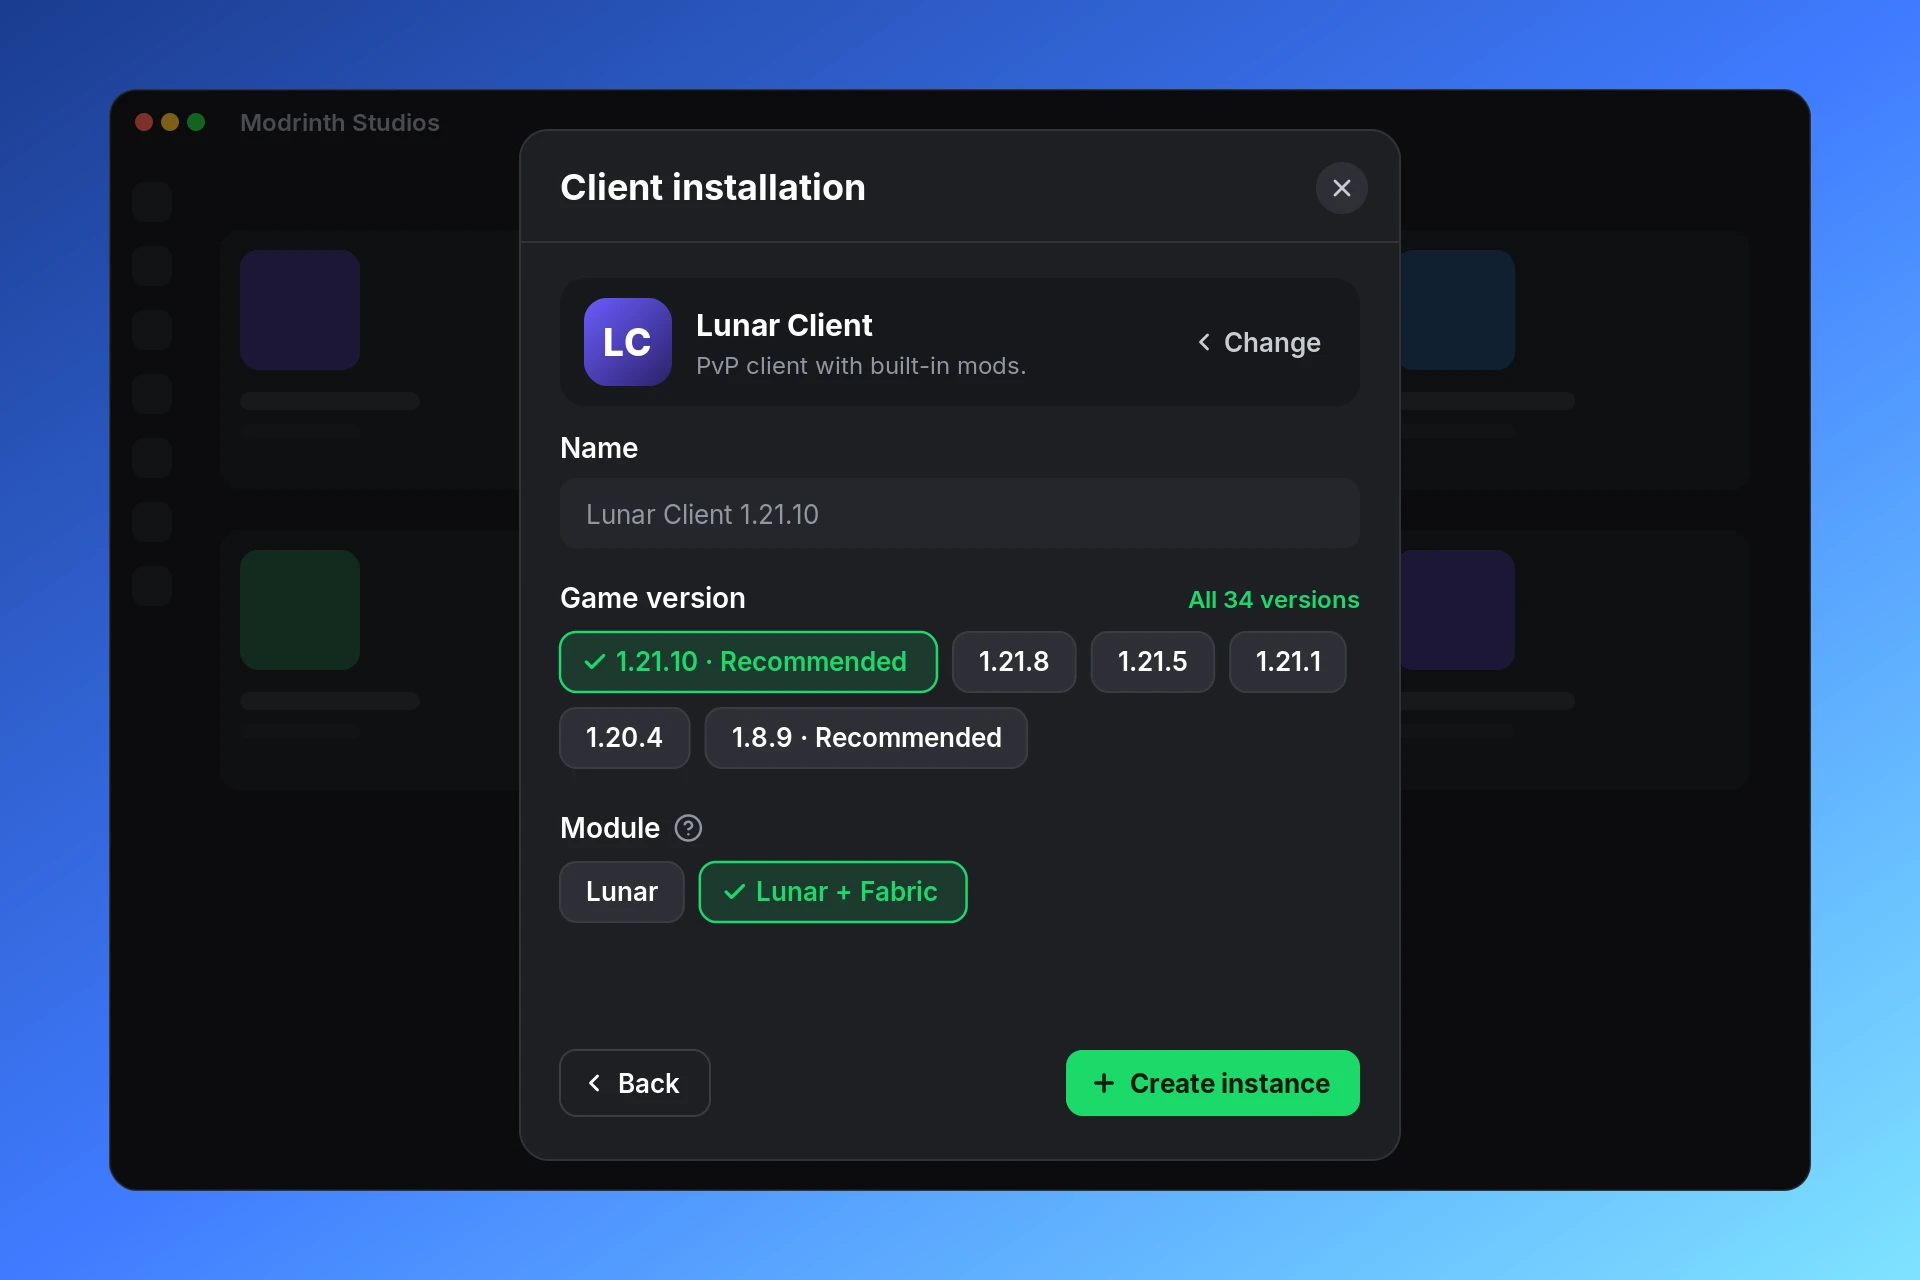 Modrinth Studios
Client installation
LC
Lunar Client
PvP client with built-in mods.
Change
Name
Lunar Client 1.21.10
Game version
All 34 versions
1.21.10 · Recommended
1.21.8
1.21.5
1.21.1
1.20.4
1.8.9 · Recommended
Module
Lunar
Lunar + Fabric
Back
Create instance